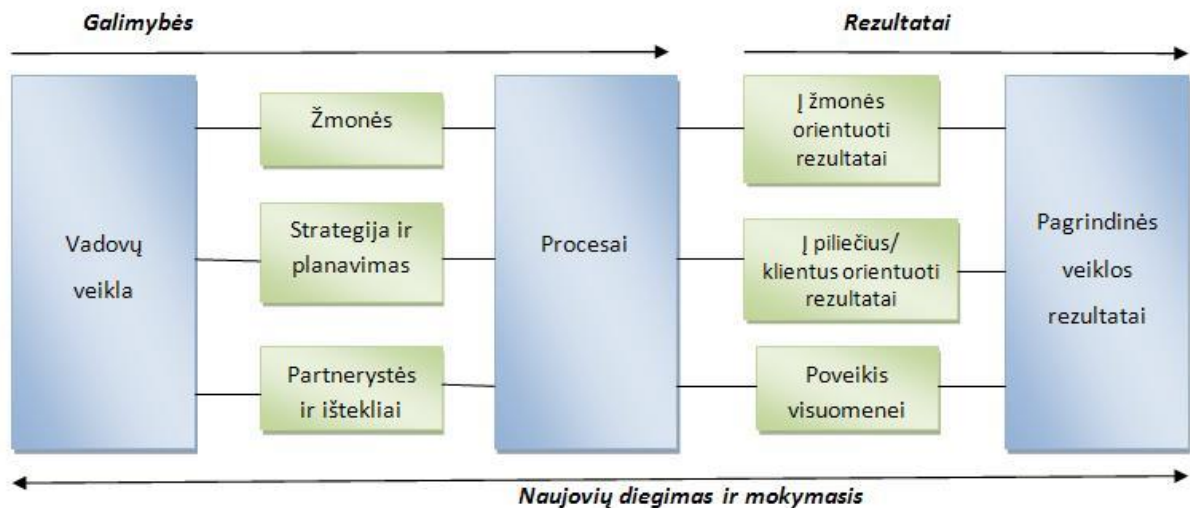 Galimybės
Rezultatai
Vadovų
veikla
Žmonės
Strategija ir
planavimas
Partnerystės
ir ištekliai
Procesai
Į žmonės
orientuoti
rezultatai
Į piliečius/
klientus orientuoti
rezultatai
Poveikis
visuomenei
Pagrindinės
veiklos
rezultatai
Naujovių diegimas ir mokymasis